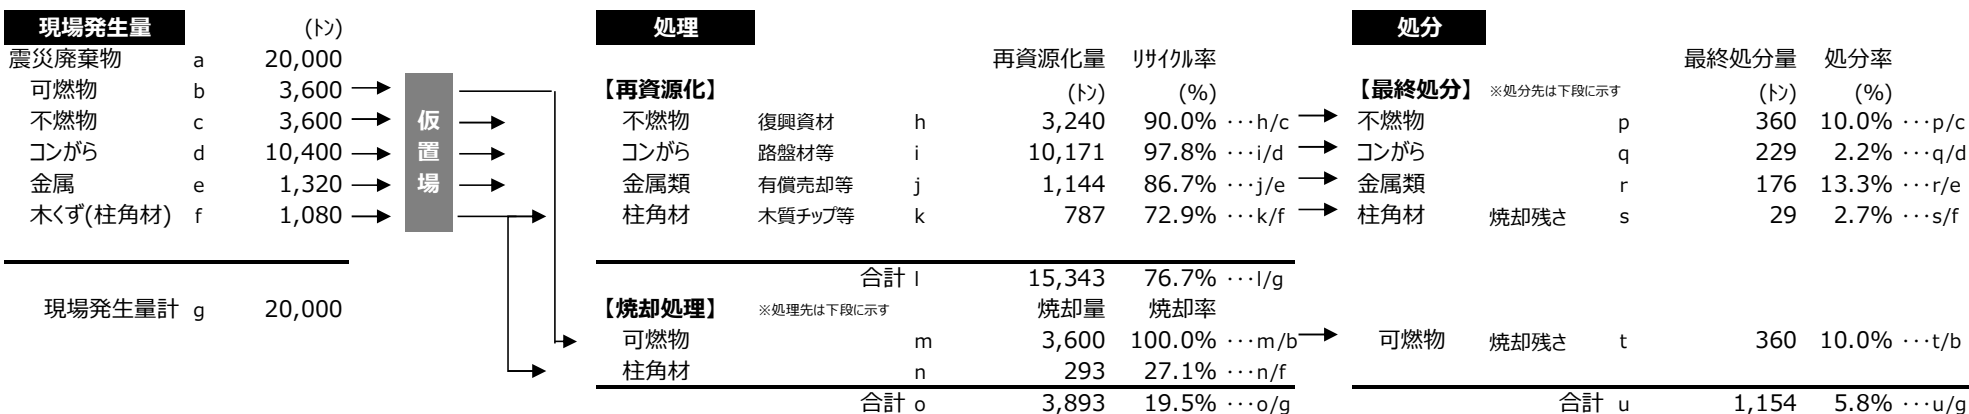 現場発生量 (トン) 処理 処分
震災廃棄物 a 20,000 再資源化量 リサイクル率 最終処分量 処分率
可燃物 b 3,600 【再資源化】 (トン) (%) 【最終処分】 ※処分先は下段に示す (トン) (%)
不燃物 c 3,600 仮 不燃物 復興資材 h 3,240 90.0% ･･･h/c 不燃物 p 360 10.0% ･･･p/c
コンがら d 10,400 置 コンがら 路盤材等 i 10,171 97.8% ･･･i/d コンがら q 229 2.2% ･･･q/d
金属 e 1,320 場 金属類 有償売却等 j 1,144 86.7% ･･･j/e 金属類 r 176 13.3% ･･･r/e
木くず(柱角材) f 1,080 柱角材 木質チップ等 k 787 72.9% ･･･k/f 柱角材 焼却残さ s 29 2.7% ･･･s/f
合計 l 15,343 76.7% ･･･l/g
現場発生量計 g 20,000 【焼却処理】 ※処理先は下段に示す 焼却量 焼却率
可燃物 m 3,600 100.0% ･･･m/b 可燃物 焼却残さ t 360 10.0% ･･･t/b
柱角材 n 293 27.1% ･･･n/f
合計 o 3,893 19.5% ･･･o/g 合計 u 1,154 5.8% ･･･u/g